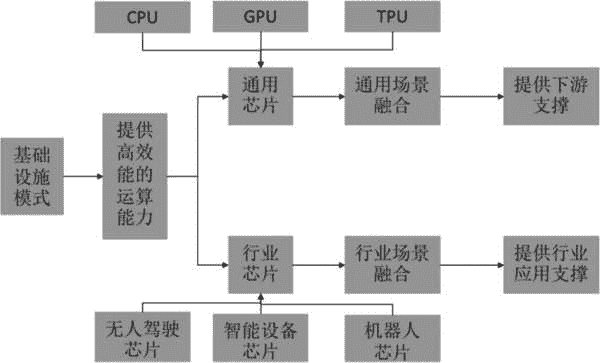 CPU
GPU
TPU
通用
芯片
通用场景
融合
提供下游
支撑
基础
设施
模式
提供
高效
能的
运算
能力
行业
芯片
行业场景
融合
提供行业
应用支撑
无人驾驶
芯片
智能设备
芯片
机器人
芯片